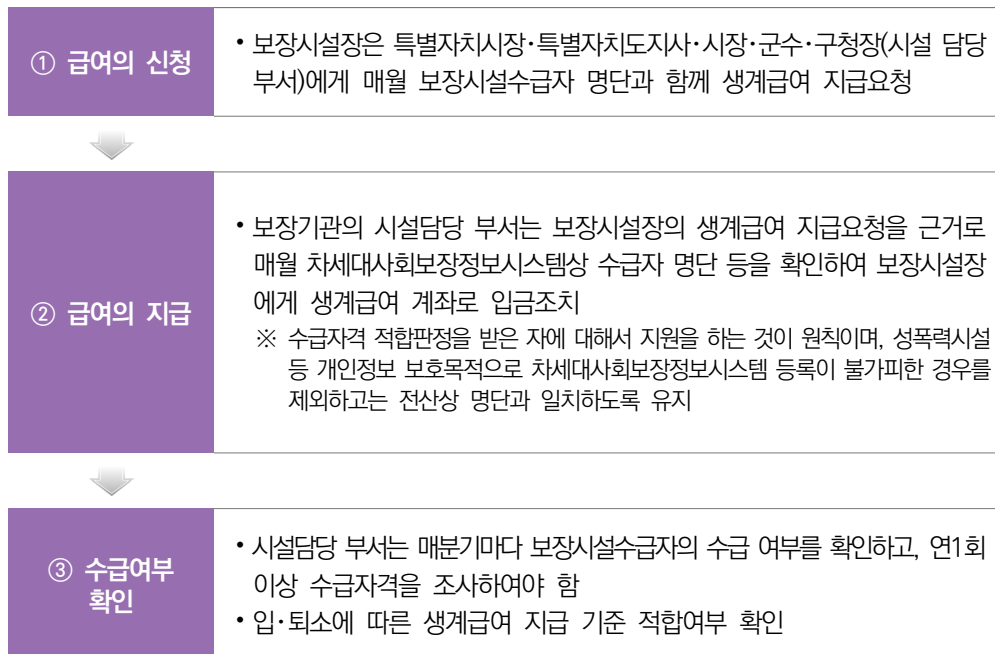 ① 급여의 신청
• 보장시설장은 특별자치시장·특별자치도지사·시장·군수·구청장(시설 담당
부서)에게 매월 보장시설수급자 명단과 함께 생계급여 지급요청
② 급여의 지급
• 보장기관의 시설담당 부서는 보장시설장의 생계급여 지급요청을 근거로
매월 차세대사회보장정보시스템상 수급자 명단 등을 확인하여 보장시설장
에게 생계급여 계좌로 입금조치
※ 수급자격 적합판정을 받은 자에 대해서 지원을 하는 것이 원칙이며, 성폭력시설
등 개인정보 보호목적으로 차세대사회보장정보시스템 등록이 불가피한 경우를
제외하고는 전산상 명단과 일치하도록 유지
③ 수급여부
확인
• 시설담당 부서는 매분기마다 보장시설수급자의 수급 여부를 확인하고, 연1회
이상 수급자격을 조사하여야 함
• 입·퇴소에 따른 생계급여 지급 기준 적합여부 확인